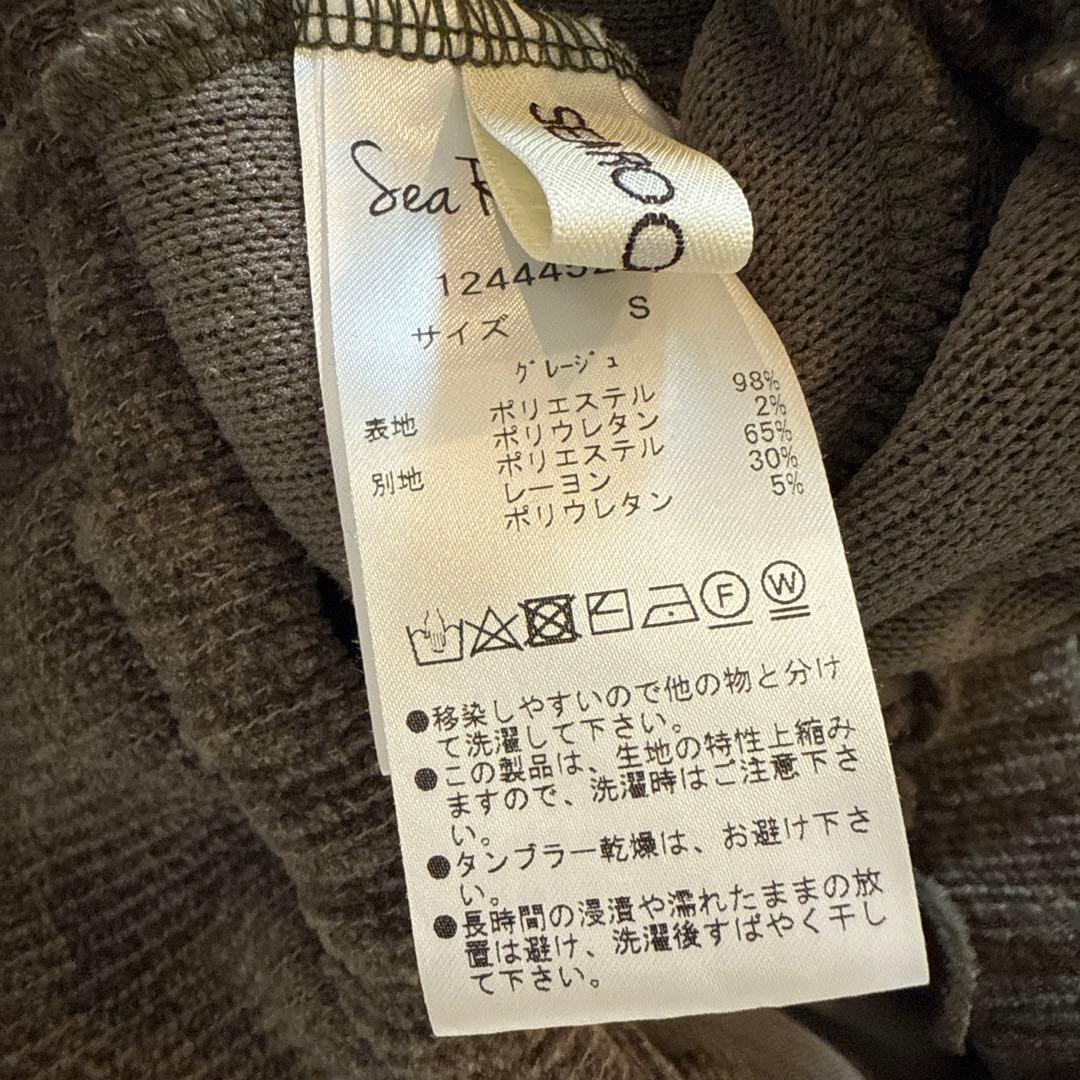 Sea
サイズ S
グレージュ
表地 ポリエステル 98%
ポリウレタン 2%
別地 ポリエステル 65%
レーヨン 30%
ポリウレタン 5%
F W
●移染しやすいので他の物と分け
て洗濯して下さい。
●この製品は、生地の特性上縮み
ますので、洗濯時はご注意下さ
い。
●タンブラー乾燥は、お避け下さ
い。
●長時間の浸漬や濡れたままの放
置は避け、洗濯後すばやく干し
て下さい。